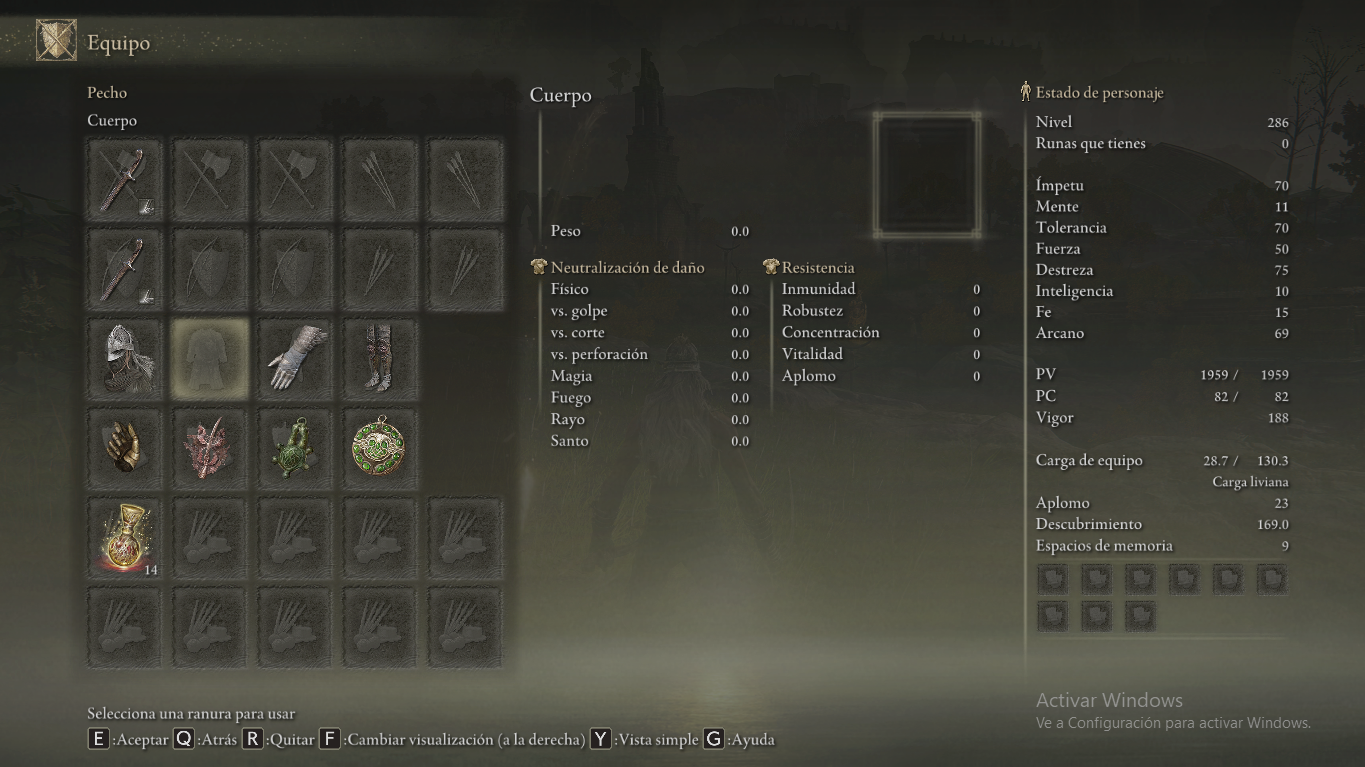 Equipo
Pecho
Cuerpo
14
Cuerpo
Peso 0.0
Neutralización de daño
Físico 0.0
vs. golpe 0.0
vs. corte 0.0
vs. perforación 0.0
Magia 0.0
Fuego 0.0
Rayo 0.0
Santo 0.0
Resistencia
Inmunidad 0
Robustez 0
Concentración 0
Vitalidad 0
Aplomo 0
Estado de personaje
Nivel 286
Runas que tienes 0
Ímpetu 70
Mente 11
Tolerancia 70
Fuerza 50
Destreza 75
Inteligencia 10
Fe 15
Arcano 69
PV 1959 / 1959
PC 82 / 82
Vigor 188
Carga de equipo 28.7 / 130.3
Carga liviana
Aplomo 23
Descubrimiento 169.0
Espacios de memoria 9
Activar Windows
Ve a Configuración para activar Windows.
Selecciona una ranura para usar
E :Aceptar Q :Atrás R :Quitar F :Cambiar visualización (a la derecha) Y :Vista simple G :Ayuda